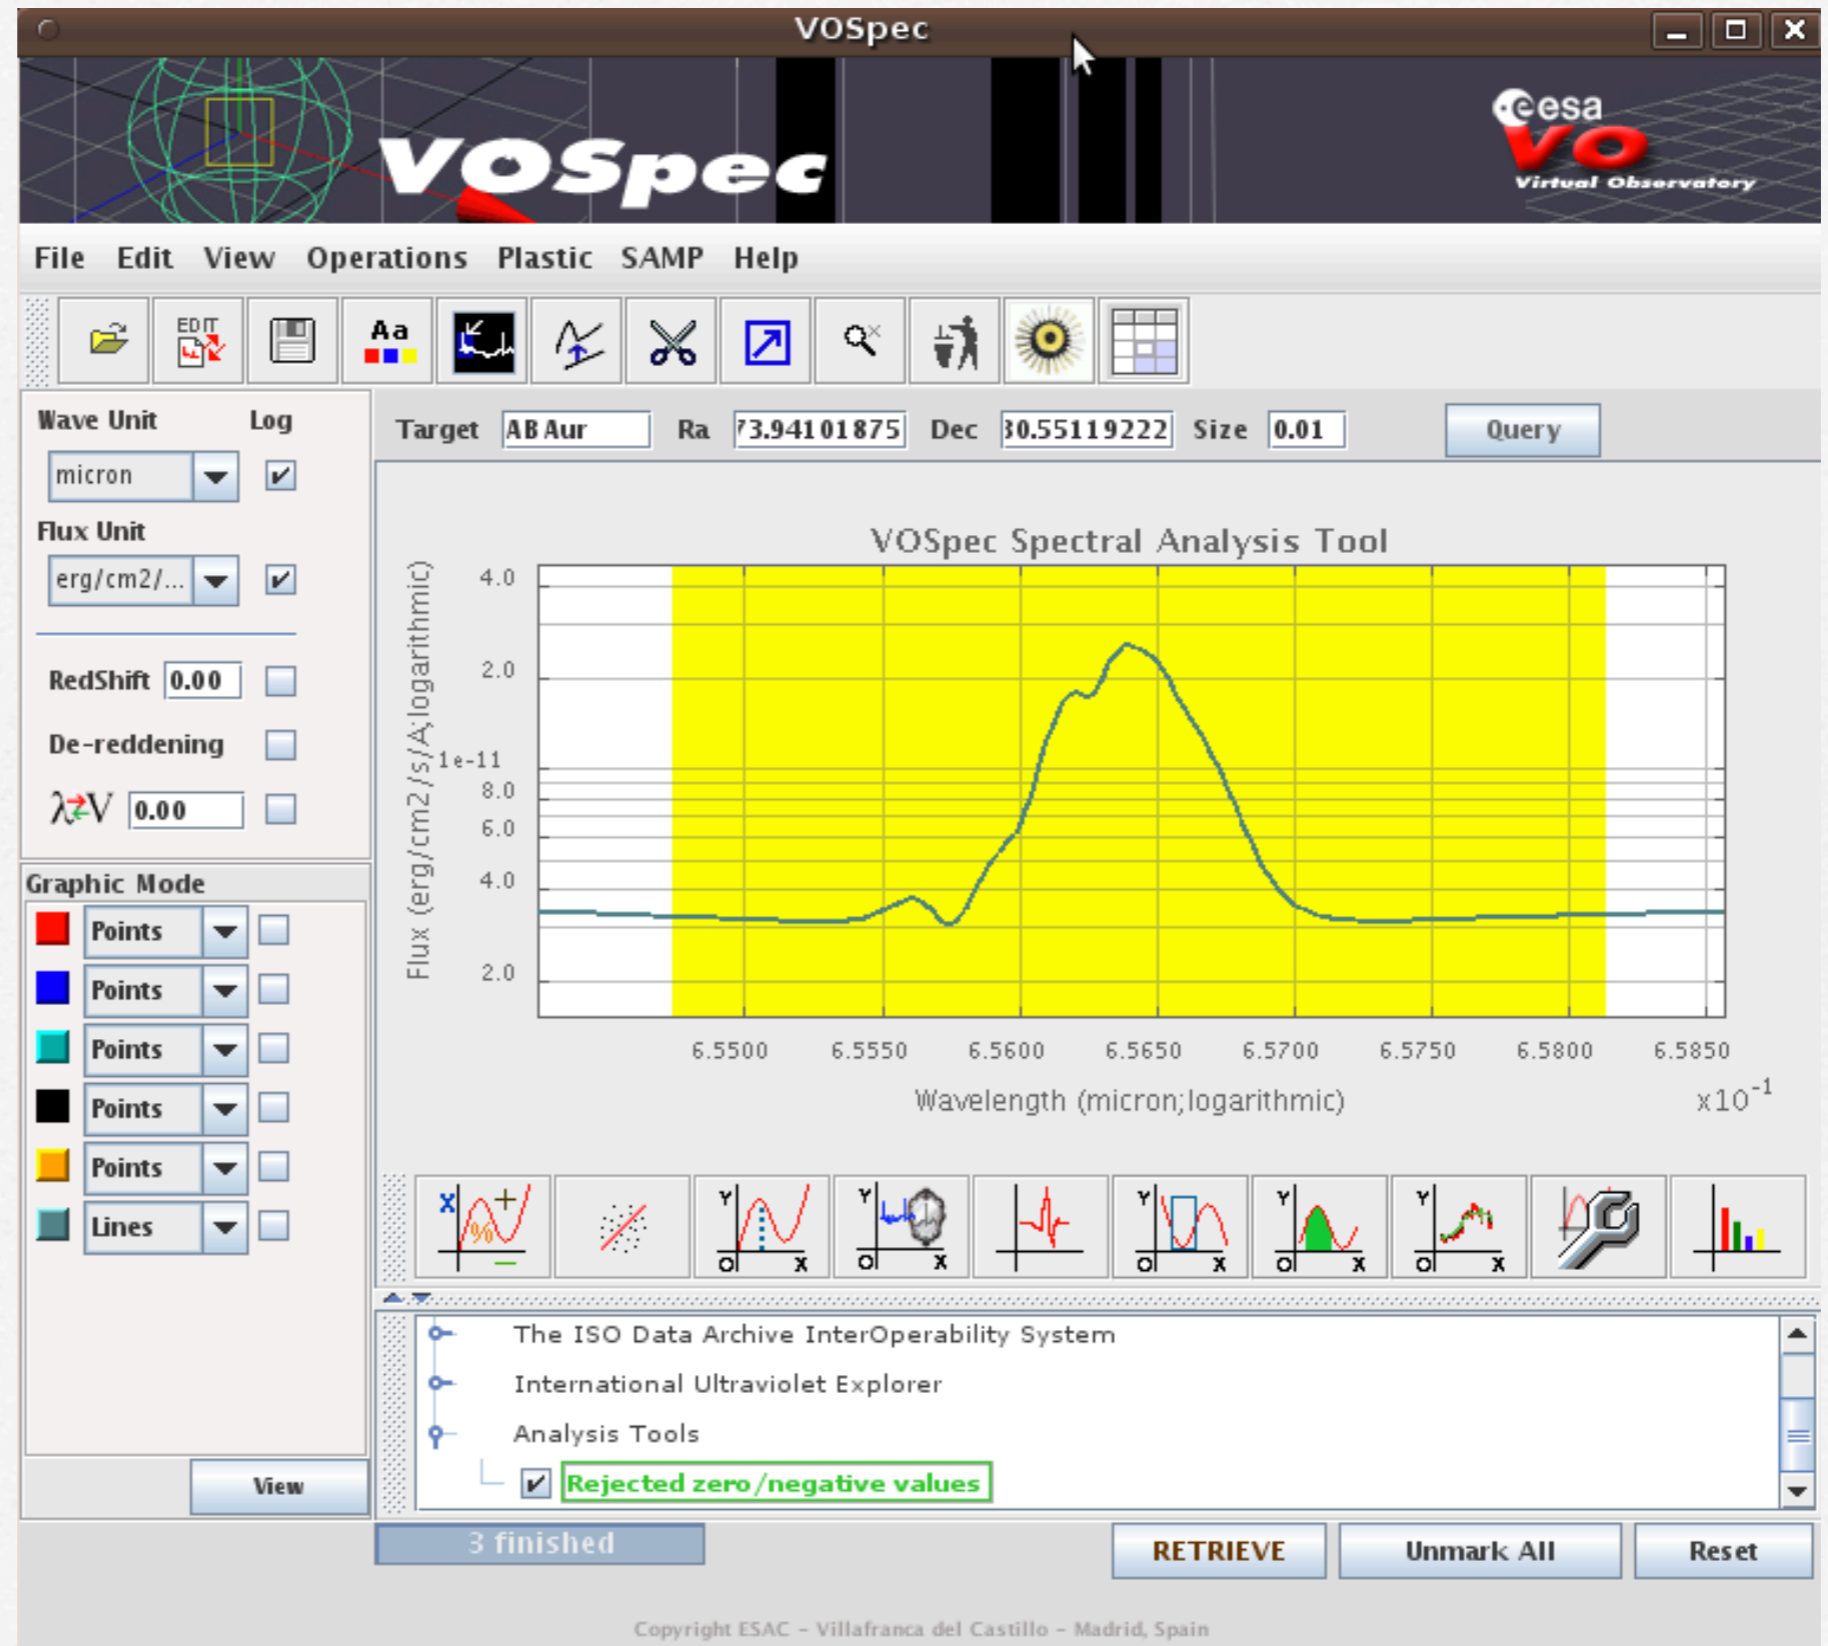 VOSpec
VOSpec
esa
VO
Virtual Observatory
File Edit View Operations Plastic SAMP Help
EDIT
Aa
Wave Unit Log
micron
Flux Unit
erg/cm2/...
RedShift 0.00
De-reddening
λ V 0.00
Graphic Mode
Points
Points
Points
Points
Points
Lines
View
Target AB Aur Ra 73.94101875 Dec 30.55119222 Size 0.01 Query
VOSpec Spectral Analysis Tool
Flux (erg/cm2/s/A;logarithmic)
4.0
2.0
1e-11
8.0
6.0
4.0
2.0
6.5500 6.5550 6.5600 6.5650 6.5700 6.5750 6.5800 6.5850
Wavelength (micron;logarithmic) x10-1
X % + −
Y O X
Y O X
Y O X
Y O X
Y O X
The ISO Data Archive InterOperability System
International Ultraviolet Explorer
Analysis Tools
Rejected zero/negative values
3 finished
RETRIEVE Unmark All Reset
Copyright ESAC - Villafranca del Castillo - Madrid, Spain